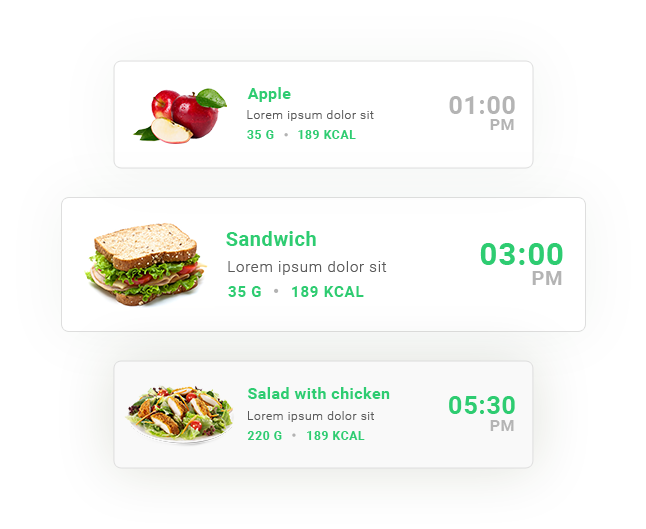 Apple
Lorem ipsum dolor sit
35 G • 189 KCAL
01:00
PM
Sandwich
Lorem ipsum dolor sit
35 G • 189 KCAL
03:00
PM
Salad with chicken
Lorem ipsum dolor sit
220 G • 189 KCAL
05:30
PM